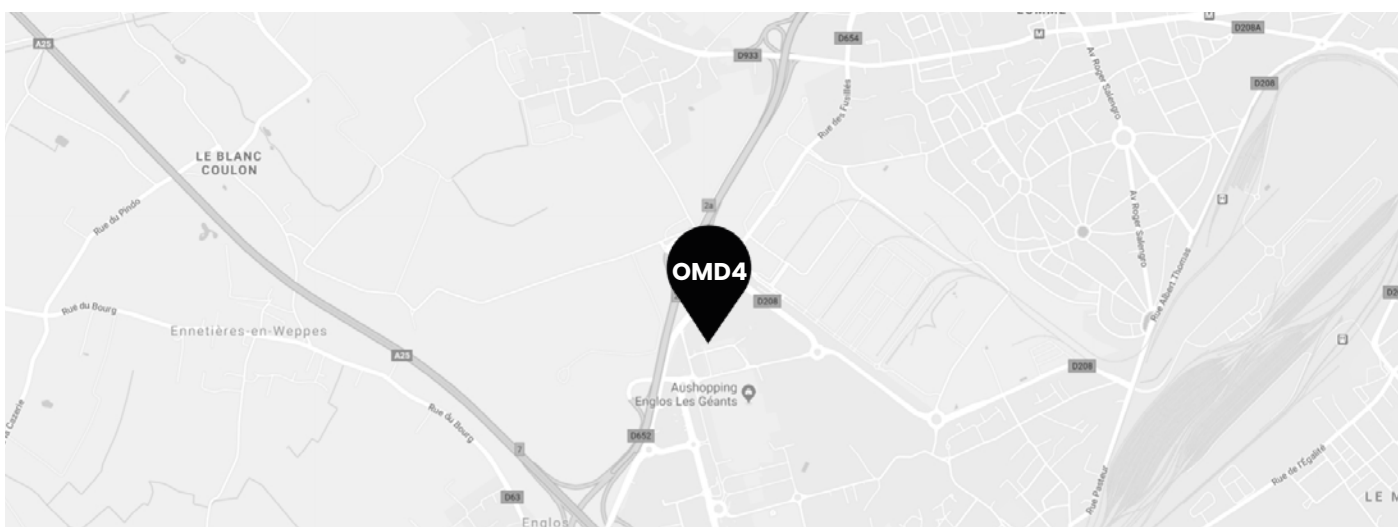 A25
D933
D654
D208A
Av Roger Salengro
D208
Rue des Fusillés
LE BLANC
COULON
Rue du Pindo
2a
Av Roger Salengro
OMD4
Rue Albert Thomas
D208
Rue du Bourg
Ennetières-en-Weppes
A25
D208
Aushopping
Englos Les Géants
Rue du Bourg
D652
7
Rue de l'Égalité
Rue Pasteur
D63
LE M
Englos